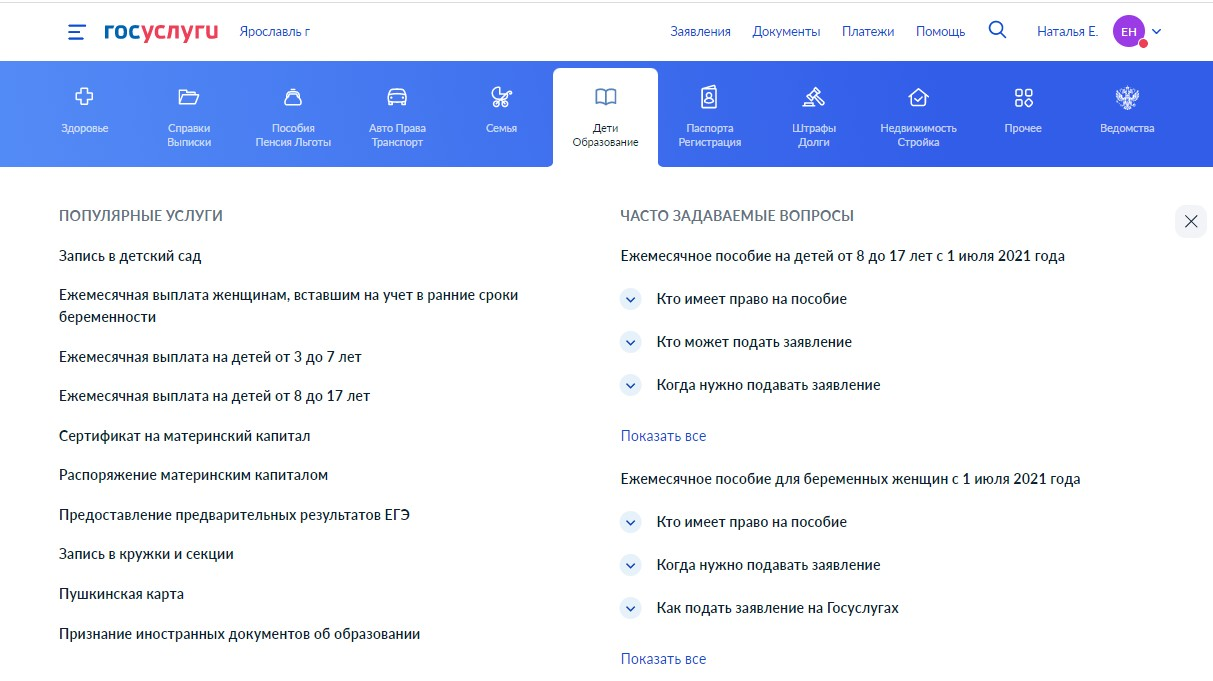 госуслуги
Ярославль г
Заявления
Документы
Платежи
Помощь
Наталья Е.
ЕН
Здоровье
Справки
Выписки
Пособия
Пенсия Льготы
Авто Права
Транспорт
Семья
Дети
Образование
Паспорта
Регистрация
Штрафы
Долги
Недвижимость
Стройка
Прочее
Ведомства
ПОПУЛЯРНЫЕ УСЛУГИ
Запись в детский сад
Ежемесячная выплата женщинам, вставшим на учет в ранние сроки
беременности
Ежемесячная выплата на детей от 3 до 7 лет
Ежемесячная выплата на детей от 8 до 17 лет
Сертификат на материнский капитал
Распоряжение материнским капиталом
Предоставление предварительных результатов ЕГЭ
Запись в кружки и секции
Пушкинская карта
Признание иностранных документов об образовании
ЧАСТО ЗАДАВАЕМЫЕ ВОПРОСЫ
Ежемесячное пособие на детей от 8 до 17 лет с 1 июля 2021 года
Кто имеет право на пособие
Кто может подать заявление
Когда нужно подавать заявление
Показать все
Ежемесячное пособие для беременных женщин с 1 июля 2021 года
Кто имеет право на пособие
Когда нужно подавать заявление
Как подать заявление на Госуслугах
Показать все